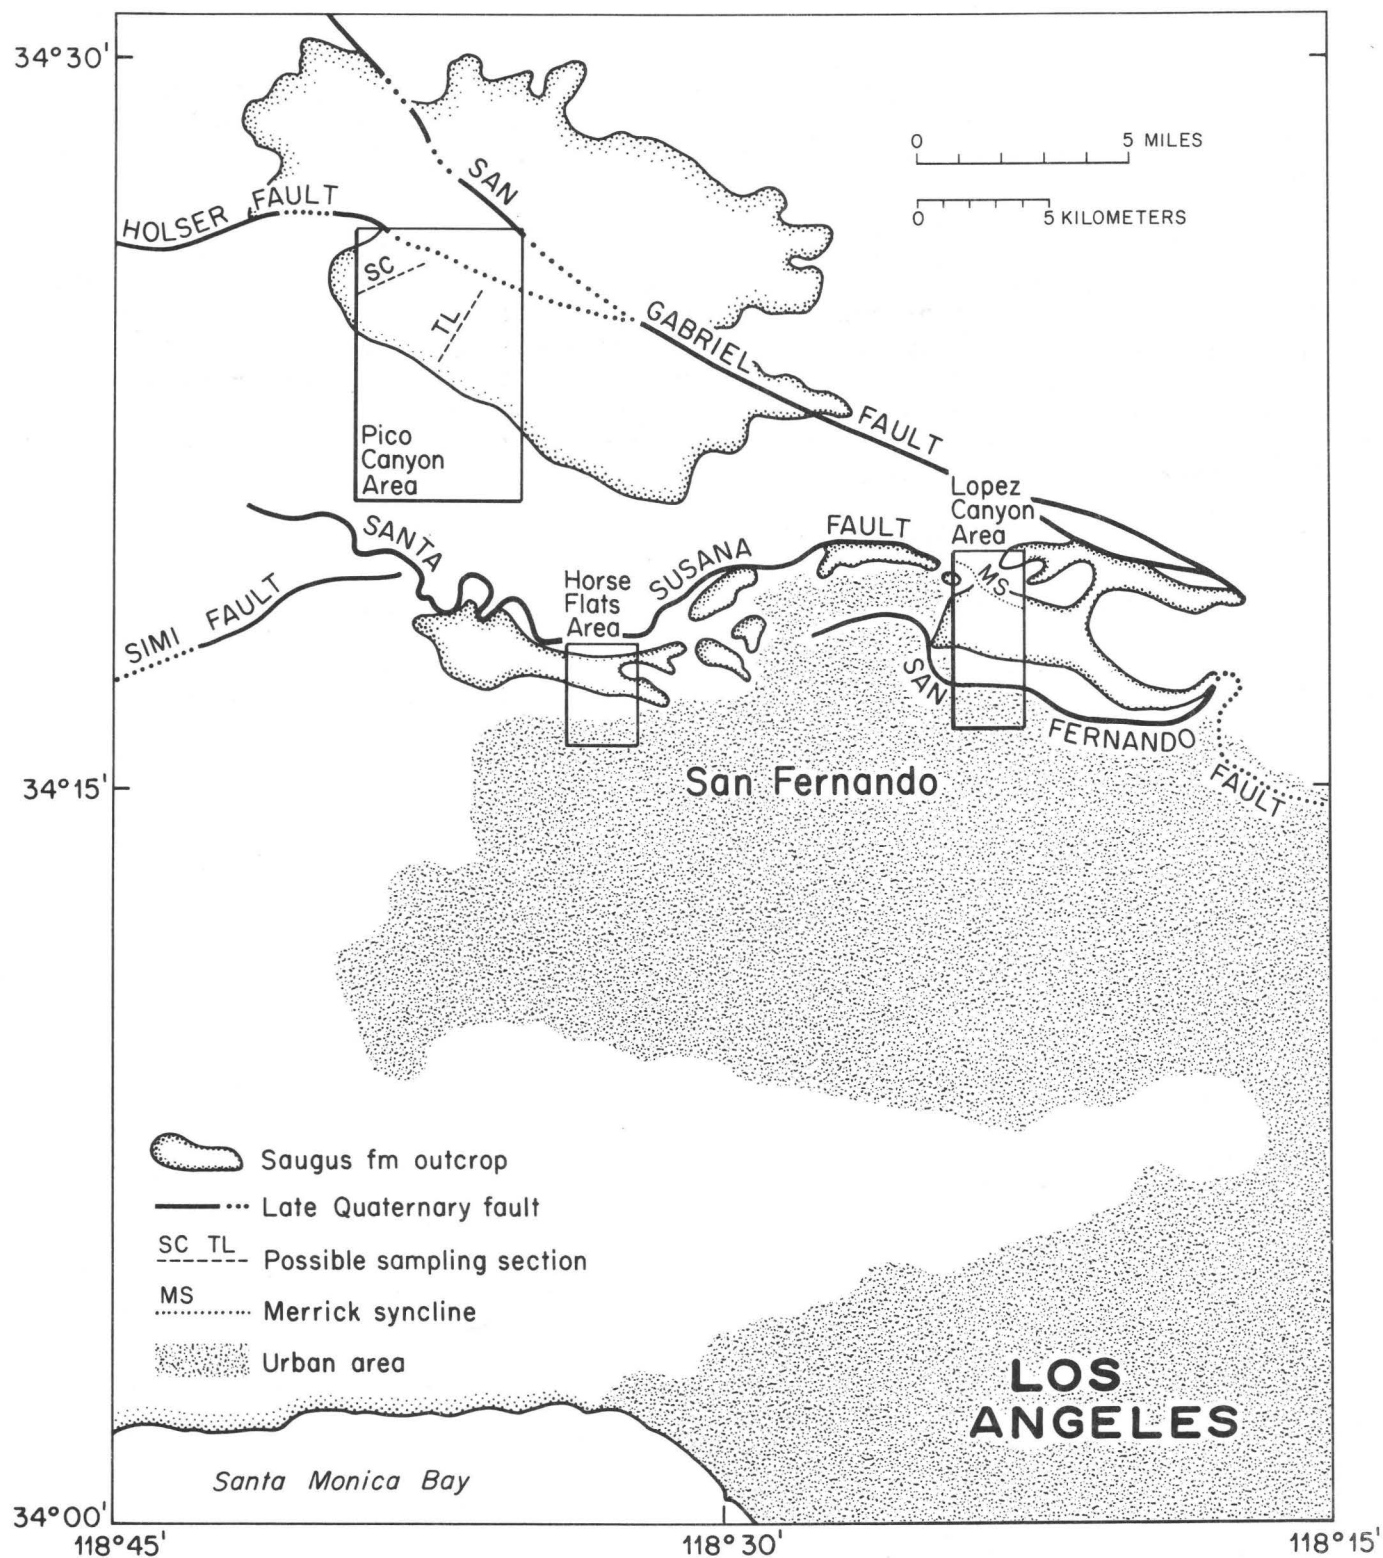 34°30'
0 5 MILES
0 5 KILOMETERS
HOLSER FAULT
SAN GABRIEL FAULT
SC
TL
Pico
Canyon
Area
Lopez
Canyon
Area
SANTA SUSANA FAULT
MS
Horse
Flats
Area
SIMI FAULT
SAN FERNANDO FAULT
San Fernando
34°15'
Saugus fm outcrop
Late Quaternary fault
SC TL
Possible sampling section
MS
Merrick syncline
Urban area
LOS
ANGELES
Santa Monica Bay
34°00'
118°45' 118°30' 118°15'